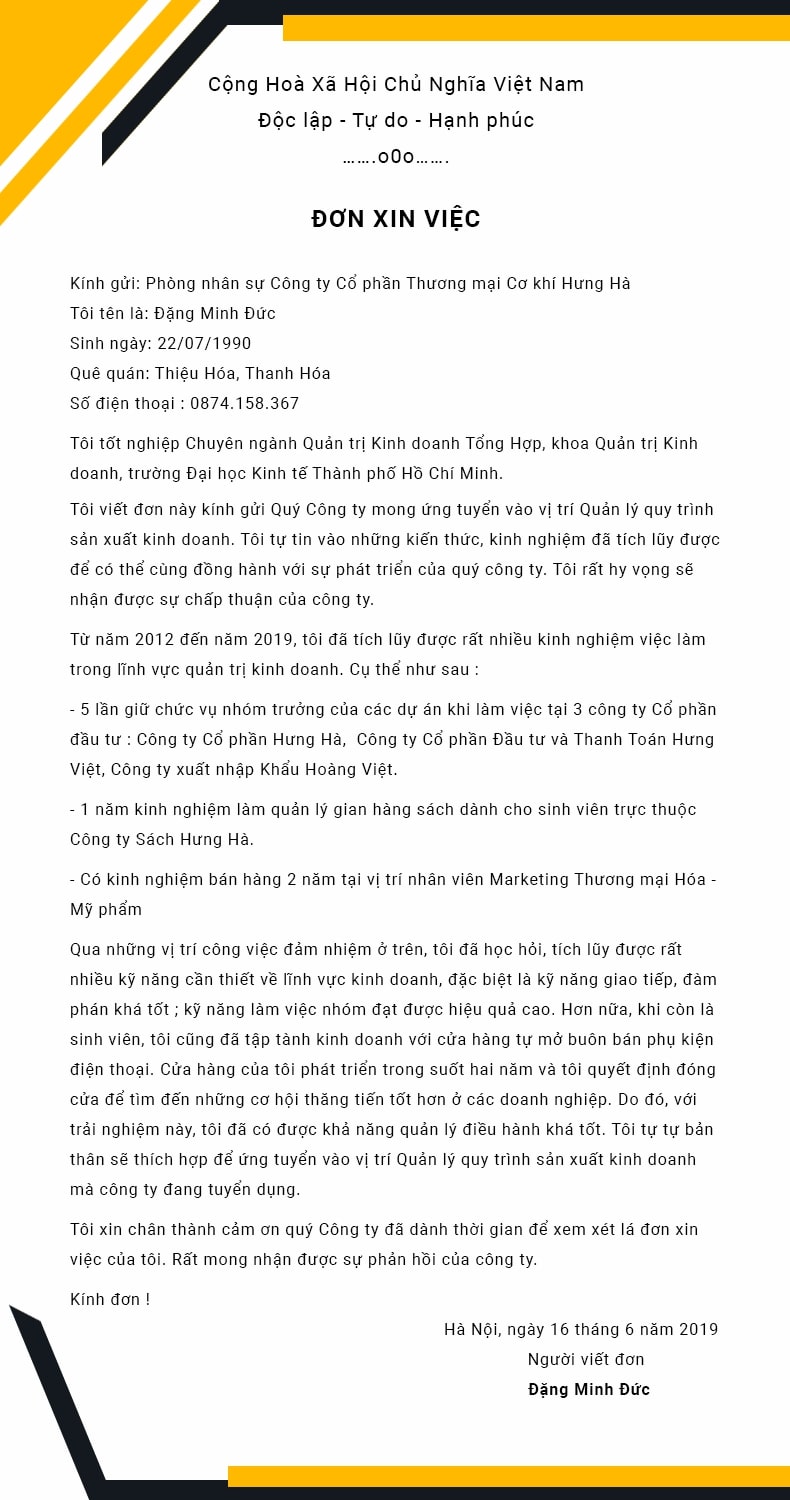 Cộng Hoà Xã Hội Chủ Nghĩa Việt Nam
Độc lập - Tự do - Hạnh phúc
…….o0o…….
ĐƠN XIN VIỆC
Kính gửi: Phòng nhân sự Công ty Cổ phần Thương mại Cơ khí Hưng Hà
Tôi tên là: Đặng Minh Đức
Sinh ngày: 22/07/1990
Quê quán: Thiệu Hóa, Thanh Hóa
Số điện thoại : 0874.158.367
Tôi tốt nghiệp Chuyên ngành Quản trị Kinh doanh Tổng Hợp, khoa Quản trị Kinh
doanh, trường Đại học Kinh tế Thành phố Hồ Chí Minh.
Tôi viết đơn này kính gửi Quý Công ty mong ứng tuyển vào vị trí Quản lý quy trình
sản xuất kinh doanh. Tôi tự tin vào những kiến thức, kinh nghiệm đã tích lũy được
để có thể cùng đồng hành với sự phát triển của quý công ty. Tôi rất hy vọng sẽ
nhận được sự chấp thuận của công ty.
Từ năm 2012 đến năm 2019, tôi đã tích lũy được rất nhiều kinh nghiệm việc làm
trong lĩnh vực quản trị kinh doanh. Cụ thể như sau :
- 5 lần giữ chức vụ nhóm trưởng của các dự án khi làm việc tại 3 công ty Cổ phần
đầu tư : Công ty Cổ phần Hưng Hà,  Công ty Cổ phần Đầu tư và Thanh Toán Hưng
Việt, Công ty xuất nhập Khẩu Hoàng Việt.
- 1 năm kinh nghiệm làm quản lý gian hàng sách dành cho sinh viên trực thuộc
Công ty Sách Hưng Hà.
- Có kinh nghiệm bán hàng 2 năm tại vị trí nhân viên Marketing Thương mại Hóa -
Mỹ phẩm
Qua những vị trí công việc đảm nhiệm ở trên, tôi đã học hỏi, tích lũy được rất
nhiều kỹ năng cần thiết về lĩnh vực kinh doanh, đặc biệt là kỹ năng giao tiếp, đàm
phán khá tốt ; kỹ năng làm việc nhóm đạt được hiệu quả cao. Hơn nữa, khi còn là
sinh viên, tôi cũng đã tập tành kinh doanh với cửa hàng tự mở buôn bán phụ kiện
điện thoại. Cửa hàng của tôi phát triển trong suốt hai năm và tôi quyết định đóng
cửa để tìm đến những cơ hội thăng tiến tốt hơn ở các doanh nghiệp. Do đó, với
trải nghiệm này, tôi đã có được khả năng quản lý điều hành khá tốt. Tôi tự tự bản
thân sẽ thích hợp để ứng tuyển vào vị trí Quản lý quy trình sản xuất kinh doanh
mà công ty đang tuyển dụng.
Tôi xin chân thành cảm ơn quý Công ty đã dành thời gian để xem xét lá đơn xin
việc của tôi. Rất mong nhận được sự phản hồi của công ty.
Kính đơn !
Hà Nội, ngày 16 tháng 6 năm 2019
Người viết đơn
Đặng Minh Đức